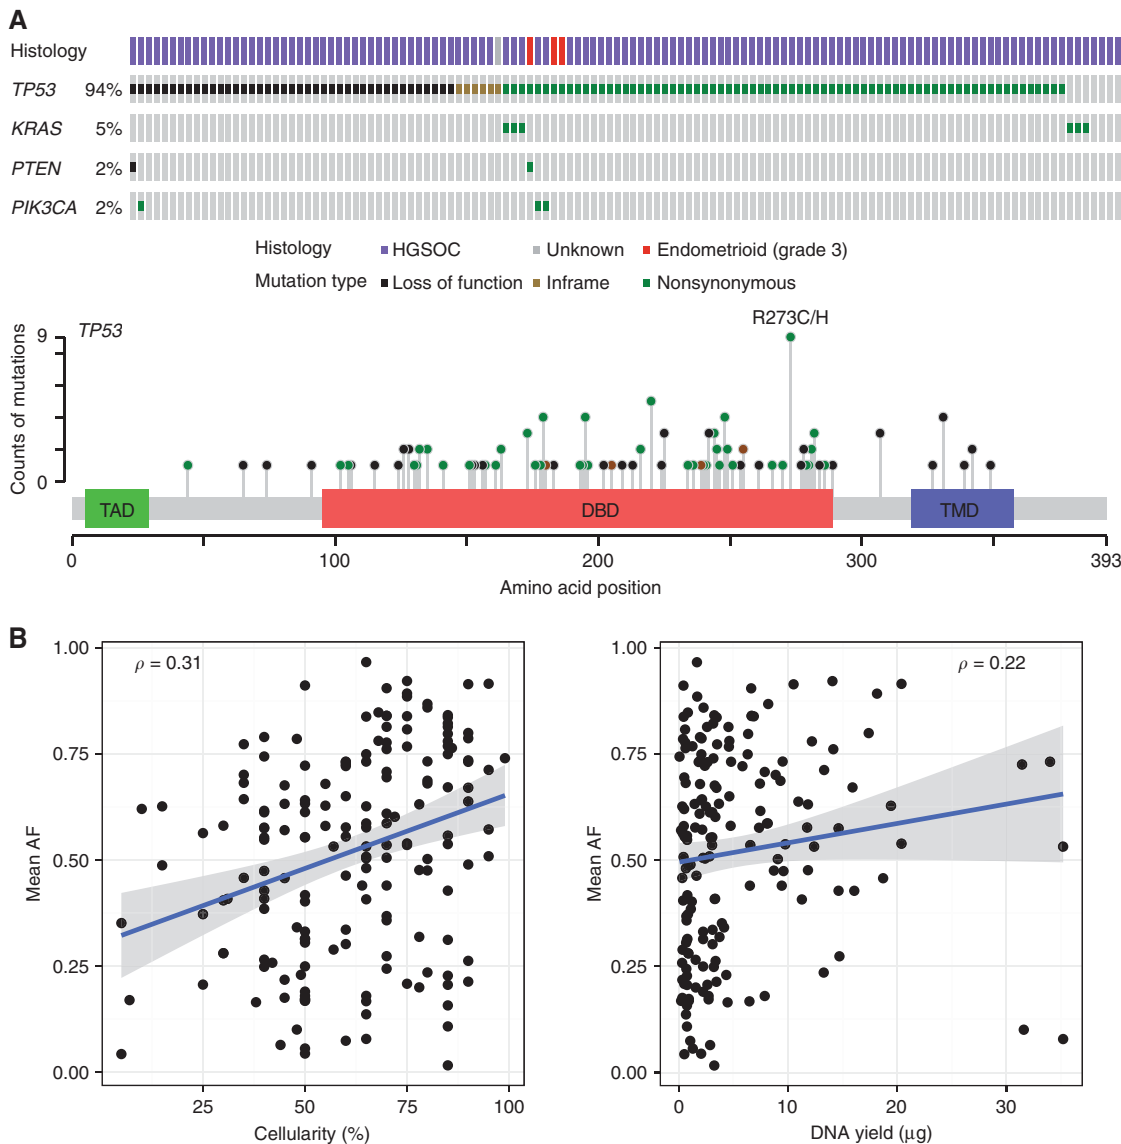 A
Histology
TP53 94%
KRAS 5%
PTEN 2%
PIK3CA 2%
Histology HGSOC Unknown Endometrioid (grade 3)
Mutation type Loss of function Inframe Nonsynonymous
TP53
R273C/H
9
0
Counts of mutations
TAD DBD TMD
0 100 200 300 393
Amino acid position
B
ρ = 0.31
1.00
0.75
0.50
0.25
0.00
Mean AF
25 50 75 100
Cellularity (%)
ρ = 0.22
1.00
0.75
0.50
0.25
0.00
Mean AF
0 10 20 30
DNA yield (μg)